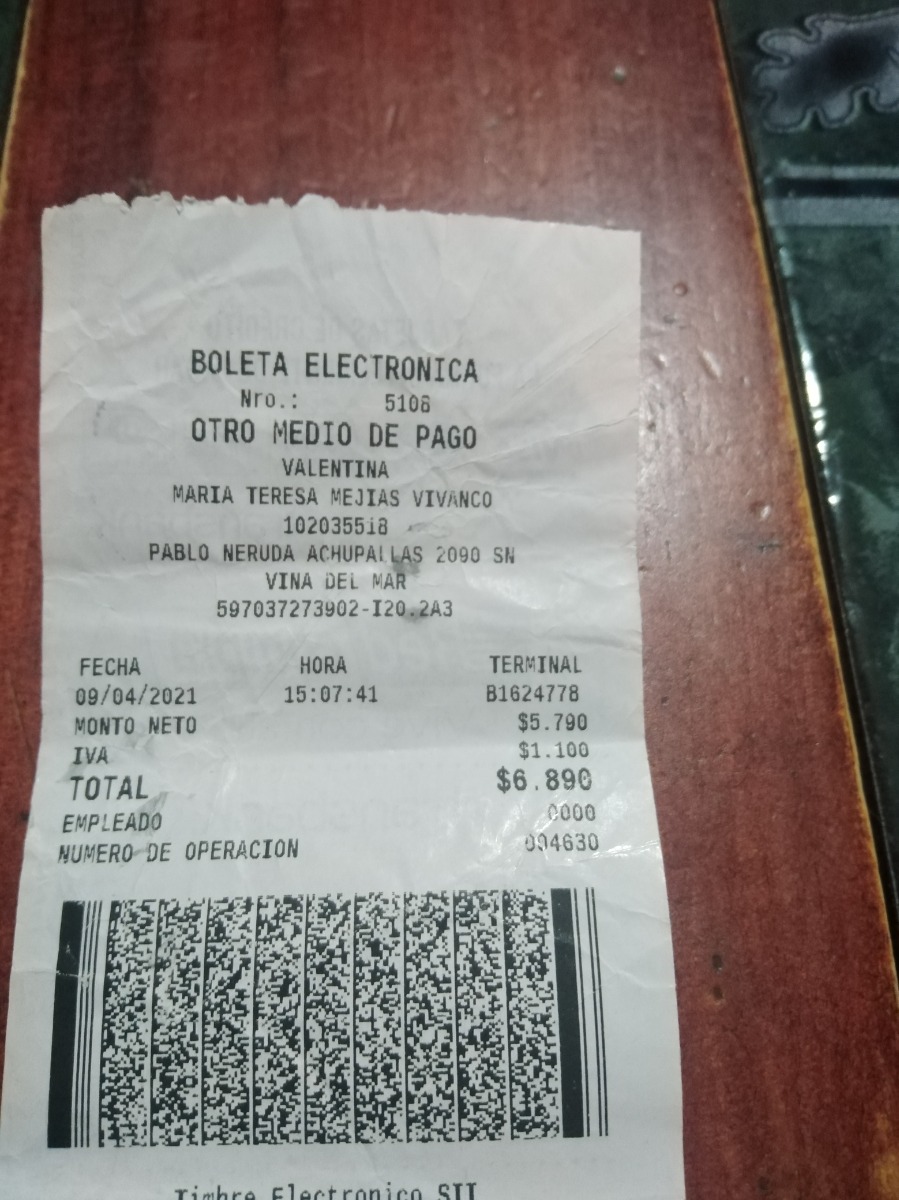 BOLETA ELECTRONICA
Nro.: 5108
OTRO MEDIO DE PAGO
VALENTINA
MARIA TERESA MEJIAS VIVANCO
102035518
PABLO NERUDA ACHUPALLAS 2090 SN
VINA DEL MAR
597037273902-I20.2A3
FECHA HORA TERMINAL
09/04/2021 15:07:41 B1624778
MONTO NETO $5.790
IVA $1.100
TOTAL $6.890
EMPLEADO 0000
NUMERO DE OPERACION 004630
Timbre Electronico SII